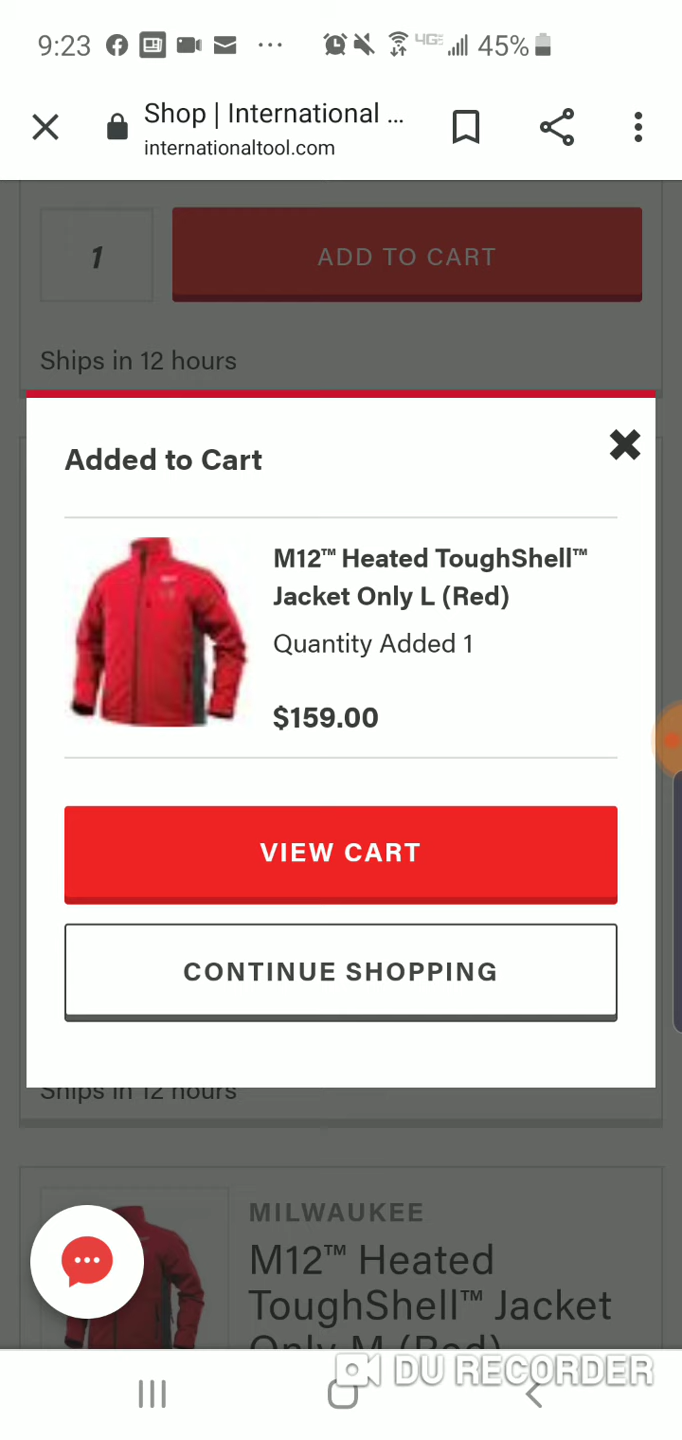 9:23 4GE 45%
Shop | International ...
internationaltool.com
1 ADD TO CART
Ships in 12 hours
Added to Cart
M12™ Heated ToughShell™
Jacket Only L (Red)
Quantity Added 1
$159.00
VIEW CART
CONTINUE SHOPPING
Ships in 12 hours
MILWAUKEE
M12™ Heated
ToughShell™ Jacket
Only M (Red)
DU RECORDER